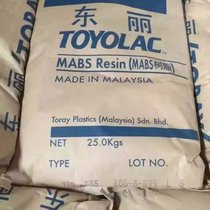 东 丽
TOYOLAC
MABS Resin (MABS树脂)
MADE IN MALAYSIA
Toray Plastics (Malaysia) Sdn. Bhd.
NET 25.0Kgs
TYPE LOT NO.